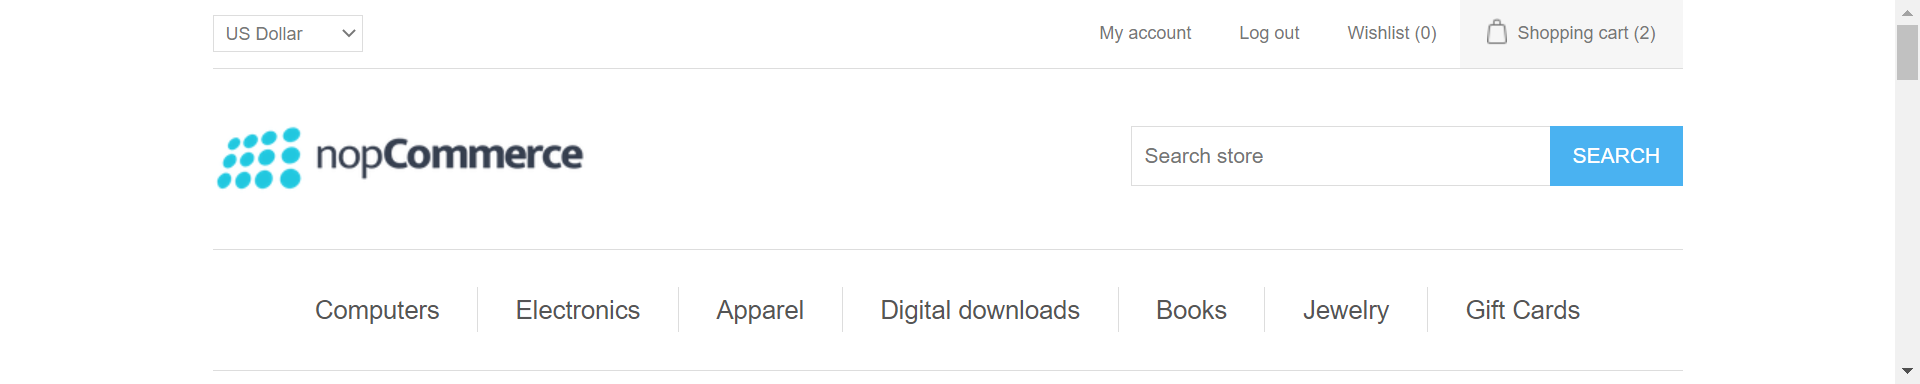 US Dollar My account Log out Wishlist (0) Shopping cart (2)
nopCommerce Search store SEARCH
Computers Electronics Apparel Digital downloads Books Jewelry Gift Cards